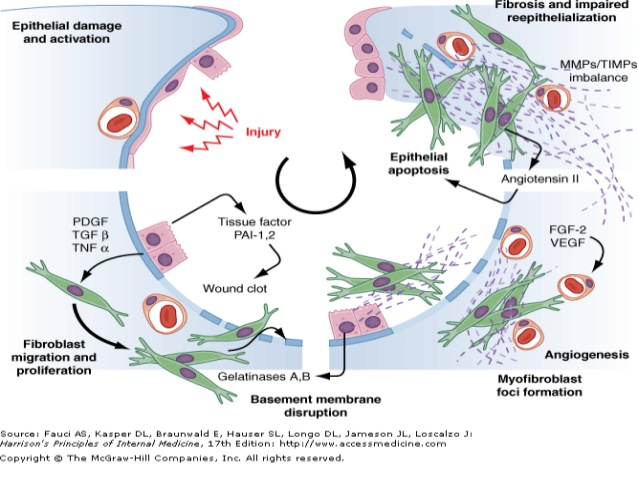 Epithelial damage
and activation
Injury
Fibrosis and impaired
reepithelialization
MMPs/TIMPs
imbalance
Epithelial
apoptosis
Angiotensin II
PDGF
TGF β
TNF α
Tissue factor
PAI-1,2
Wound clot
Fibroblast
migration and
proliferation
Gelatinases A,B
Basement membrane
disruption
FGF-2
VEGF
Angiogenesis
Myofibroblast
foci formation
Source: Fauci AS, Kasper DL, Braunwald E, Hauser SL, Longo DL, Jameson JL, Loscalzo J:
Harrison's Principles of Internal Medicine, 17th Edition: http://www.accessmedicine.com
Copyright © The McGraw-Hill Companies, Inc. All rights reserved.